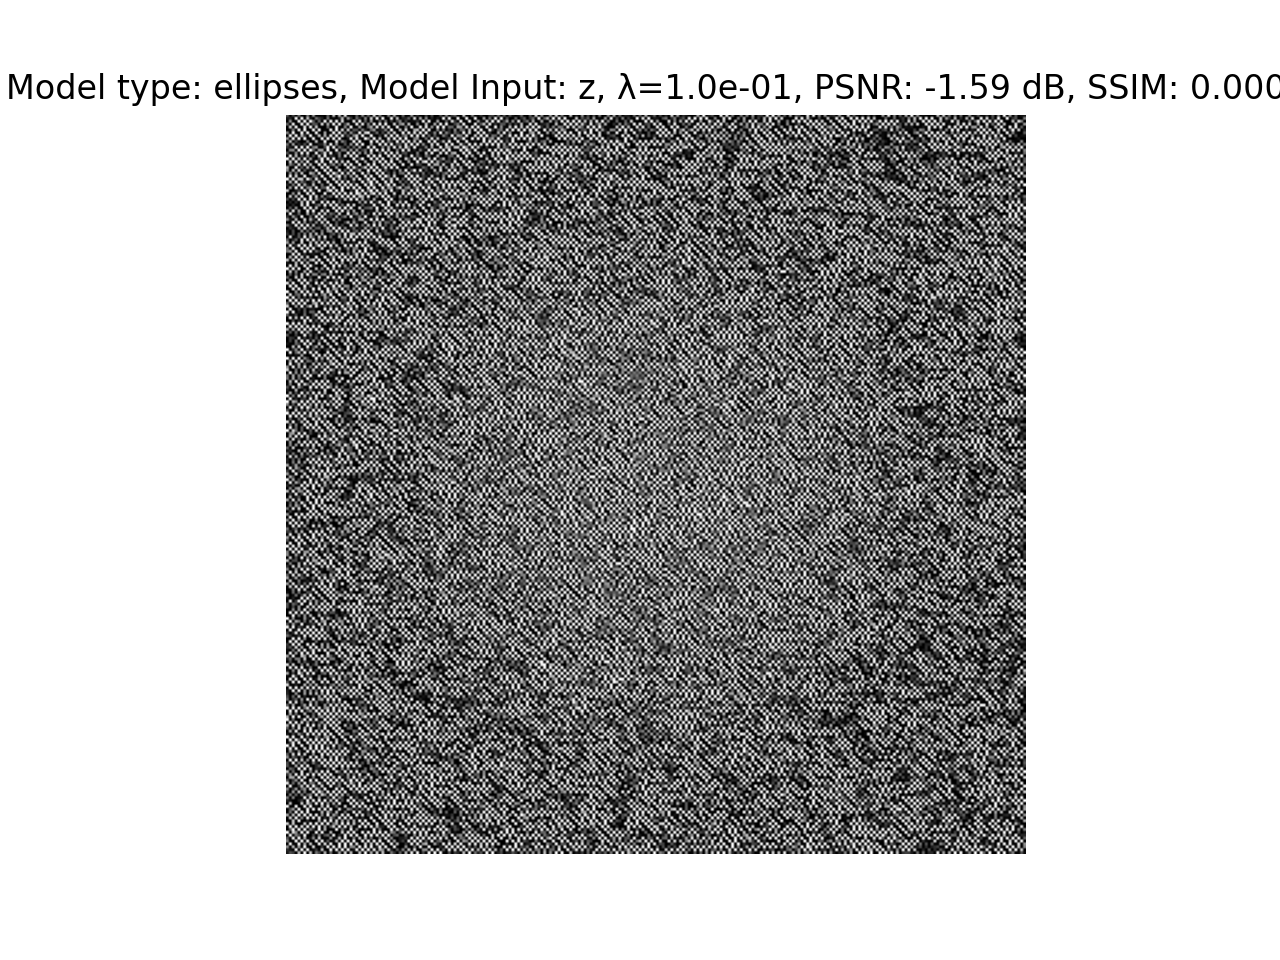 Model type: ellipses, Model Input: z, λ=1.0e-01, PSNR: -1.59 dB, SSIM: 0.000